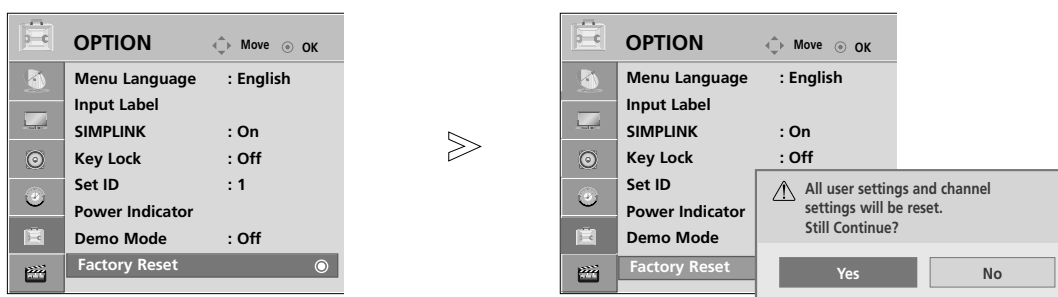 OPTION Move OK
Menu Language : English
Input Label
SIMPLINK : On
Key Lock : Off
Set ID : 1
Power Indicator
Demo Mode : Off
Factory Reset
OPTION Move OK
Menu Language : English
Input Label
SIMPLINK : On
Key Lock : Off
Set ID
Power Indicator
Demo Mode
Factory Reset
All user settings and channel
settings will be reset.
Still Continue?
Yes No